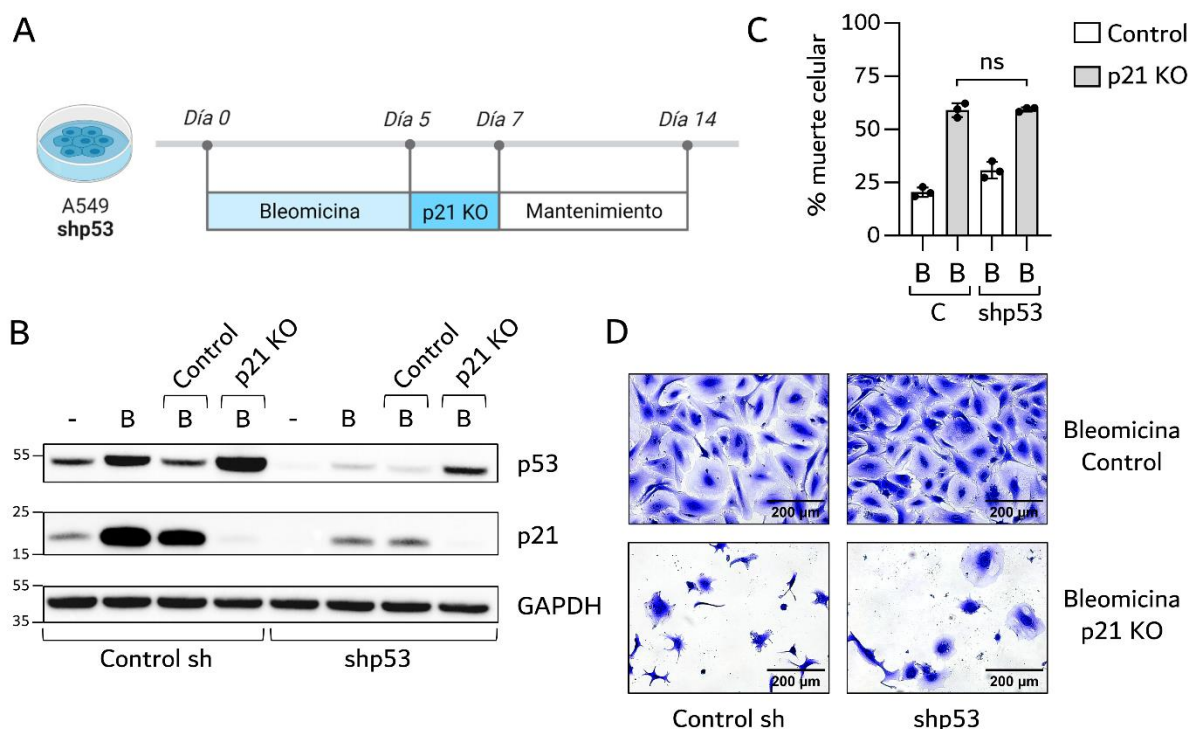 A
Día 0
Día 5
Día 7
Día 14
A549
shp53
Bleomicina
p21 KO
Mantenimiento
B
Control
p21 KO
Control
p21 KO
- B B B - B B B
55
p53
25
15
p21
55
35
GAPDH
Control sh
shp53
C
% muerte celular
100
75
50
25
0
ns
Control
p21 KO
B B B B
C shp53
D
200 µm
200 µm
Bleomicina
Control
200 µm
200 µm
Bleomicina
p21 KO
Control sh
shp53